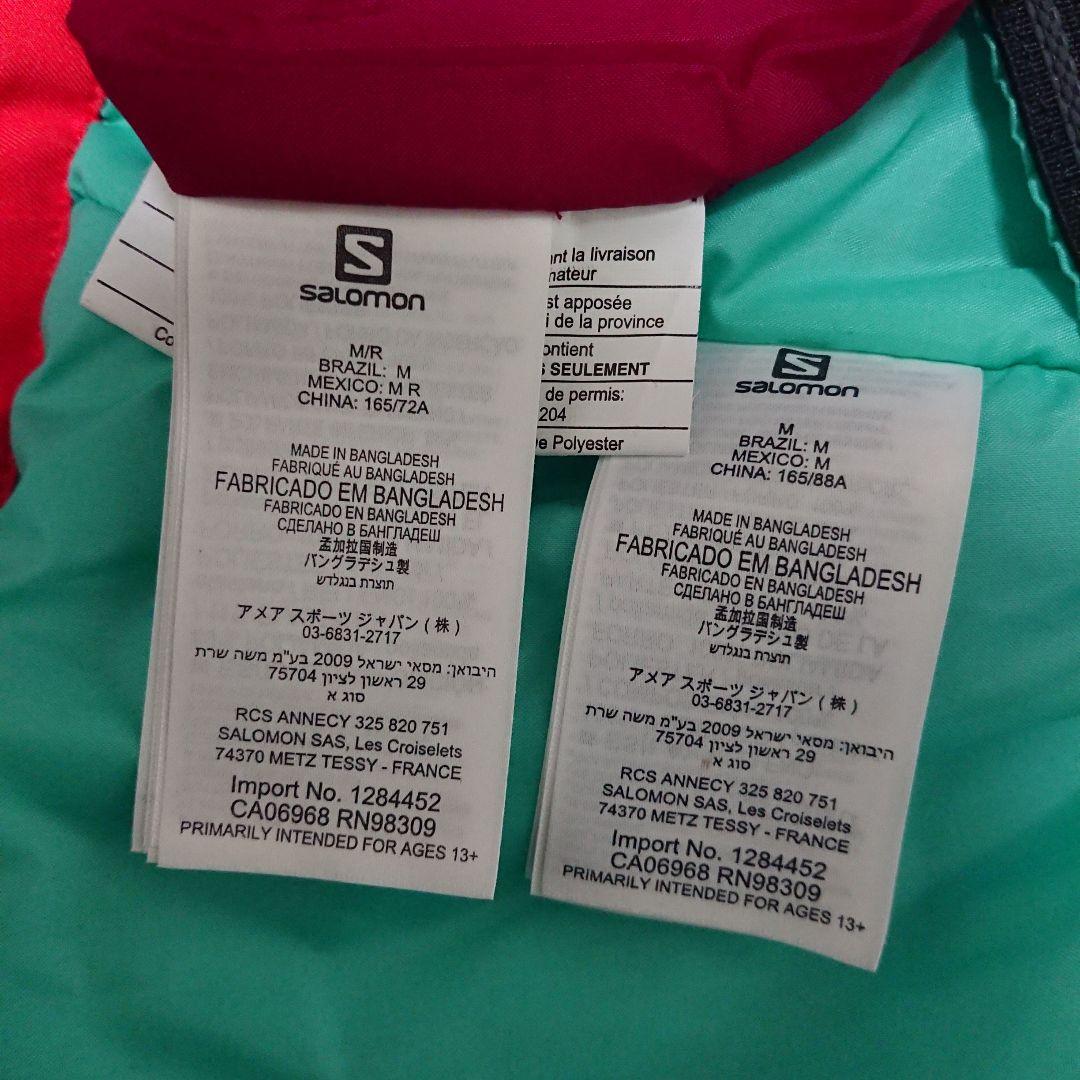 S
SALOMON
M/R
BRAZIL: M
MEXICO: M R
CHINA: 165/72A
MADE IN BANGLADESH
FABRIQUÉ AU BANGLADESH
FABRICADO EM BANGLADESH
FABRICADO EN BANGLADESH
СДЕЛАНО В БАНГЛАДЕШ
孟加拉国制造
バングラデシュ製
תוצרת בנגלדש
アメア スポーツ ジャパン (株)
03-6831-2717
היבואן: מסאי ישראל 2009 בע"מ משה שרת
29 ראשון לציון 75704
סוג א
RCS ANNECY 325 820 751
SALOMON SAS, Les Croiselets
74370 METZ TESSY - FRANCE
Import No. 1284452
CA06968 RN98309
PRIMARILY INTENDED FOR AGES 13+
la livraison
apposée
de la province
SEULEMENT
de permis:
204
Polyester
S
SALOMON
M
BRAZIL: M
MEXICO: M
CHINA: 165/88A
MADE IN BANGLADESH
FABRIQUÉ AU BANGLADESH
FABRICADO EM BANGLADESH
FABRICADO EN BANGLADESH
СДЕЛАНО В БАНГЛАДЕШ
孟加拉国制造
バングラデシュ製
תוצרת בנגלדש
アメア スポーツ ジャパン (株)
03-6831-2717
היבואן: מסאי ישראל 2009 בע"מ משה שרת
29 ראשון לציון 75704
סוג א
RCS ANNECY 325 820 751
SALOMON SAS, Les Croiselets
74370 METZ TESSY - FRANCE
Import No. 1284452
CA06968 RN98309
PRIMARILY INTENDED FOR AGES 13+